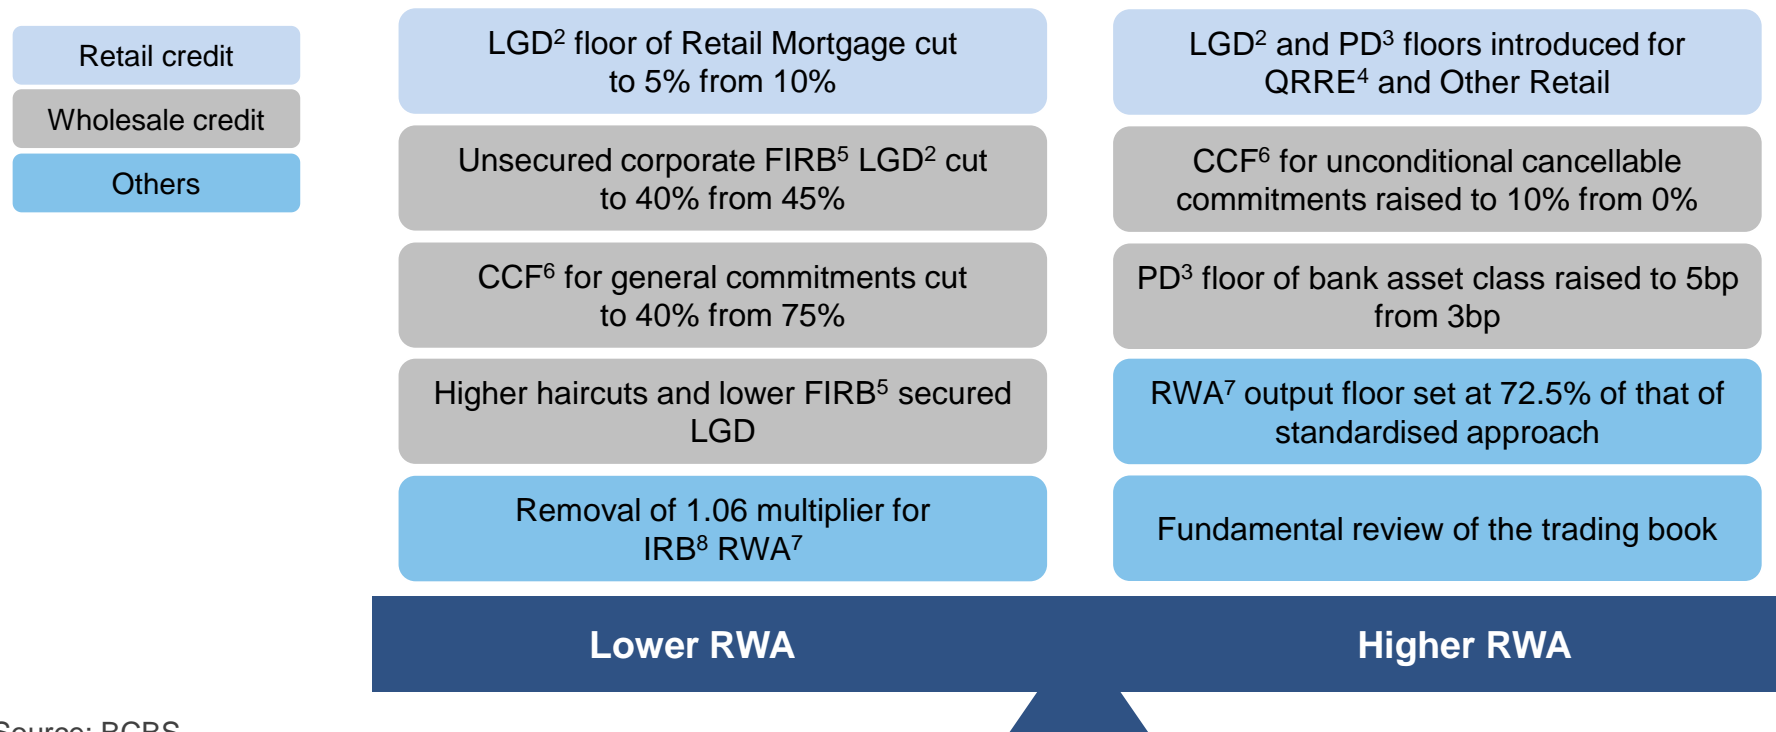 Retail credit
Wholesale credit
Others
LGD² floor of Retail Mortgage cut
to 5% from 10%
Unsecured corporate FIRB⁵ LGD² cut
to 40% from 45%
CCF⁶ for general commitments cut
to 40% from 75%
Higher haircuts and lower FIRB⁵ secured
LGD
Removal of 1.06 multiplier for
IRB⁸ RWA⁷
LGD² and PD³ floors introduced for
QRRE⁴ and Other Retail
CCF⁶ for unconditional cancellable
commitments raised to 10% from 0%
PD³ floor of bank asset class raised to 5bp
from 3bp
RWA⁷ output floor set at 72.5% of that of
standardised approach
Fundamental review of the trading book
Lower RWA
Higher RWA
Source: BCBS